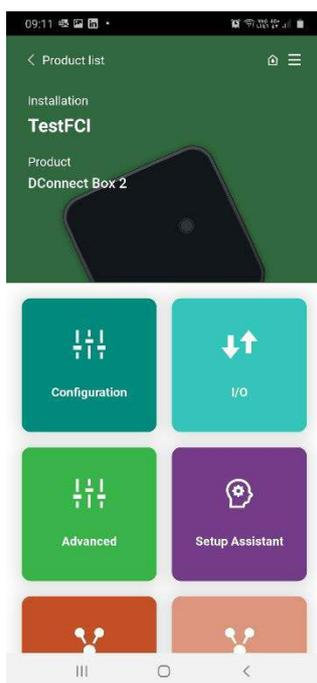 09:11
Product list
Installation
TestFCI
Product
DConnect Box 2
Configuration
I/O
Advanced
Setup Assistant